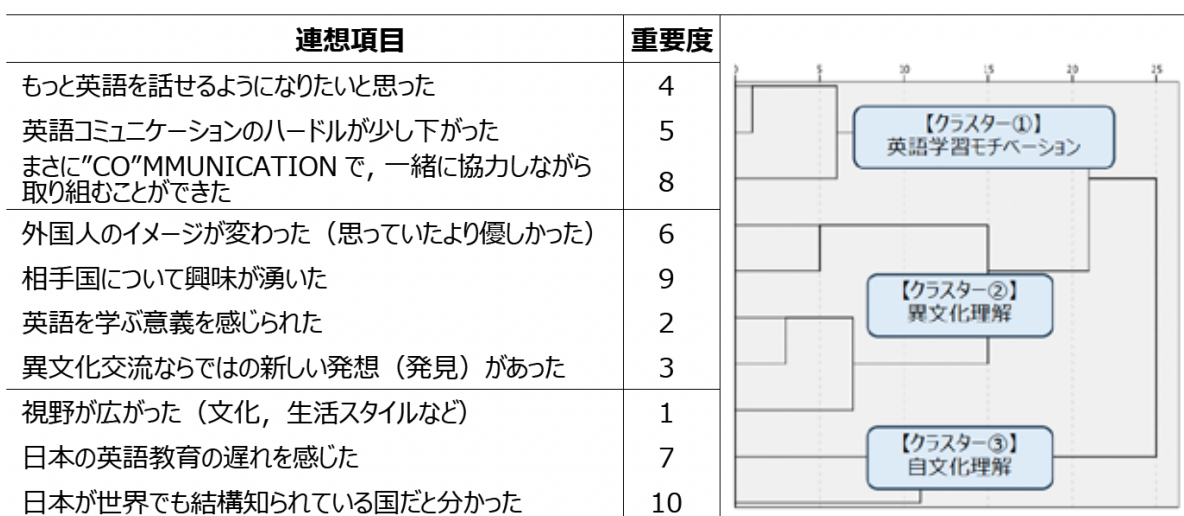 連想項目 重要度
もっと英語を話せるようになりたいと思った 4
英語コミュニケーションのハードルが少し下がった 5
まさに”CO”MMUNICATION で，一緒に協力しながら
取り組むことができた 8
外国人のイメージが変わった（思っていたより優しかった） 6
相手国について興味が湧いた 9
英語を学ぶ意義を感じられた 2
異文化交流ならではの新しい発想（発見）があった 3
視野が広がった（文化，生活スタイルなど） 1
日本の英語教育の遅れを感じた 7
日本が世界でも結構知られている国だと分かった 10
5 10 15 20 25
【クラスター①】
英語学習モチベーション
【クラスター②】
異文化理解
【クラスター③】
自文化理解